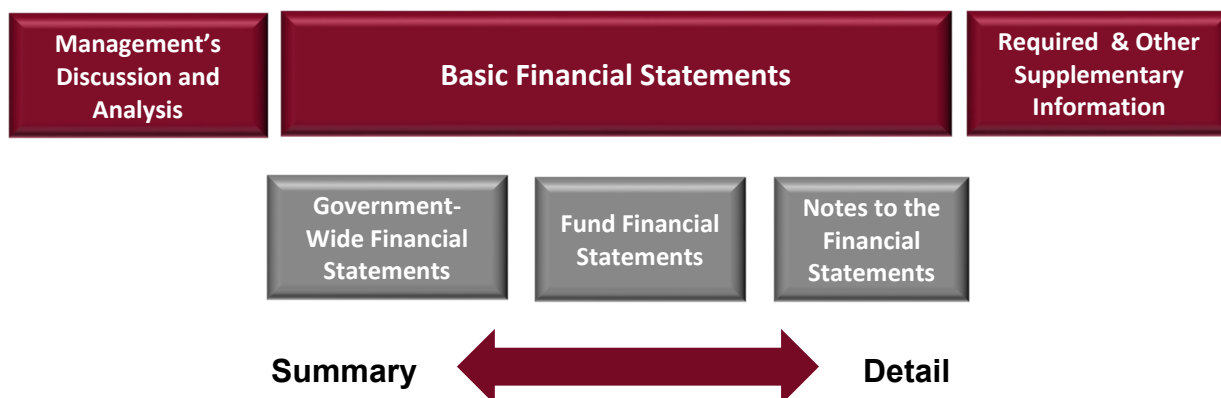 Management’s
Discussion and
Analysis
Basic Financial Statements
Required & Other
Supplementary
Information
Government-
Wide Financial
Statements
Fund Financial
Statements
Notes to the
Financial
Statements
Summary
Detail